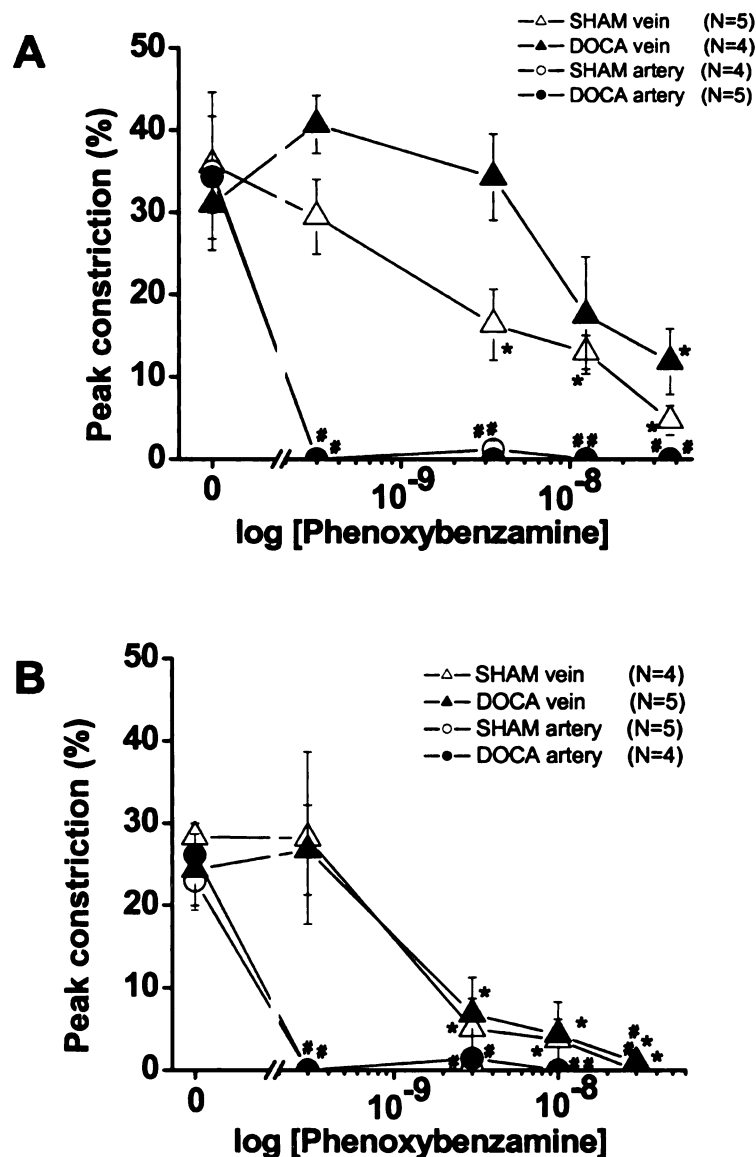 A
SHAM vein (N=5)
DOCA vein (N=4)
SHAM artery (N=4)
DOCA artery (N=5)
Peak constriction (%)
50
40
30
20
10
0
* * * *
# # ## ## # #
0 10-9 10-8
log [Phenoxybenzamine]
B
SHAM vein (N=4)
DOCA vein (N=5)
SHAM artery (N=5)
DOCA artery (N=4)
Peak constriction (%)
50
40
30
20
10
0
* * * * * *
# # # # ## # #
0 10-9 10-8
log [Phenoxybenzamine]